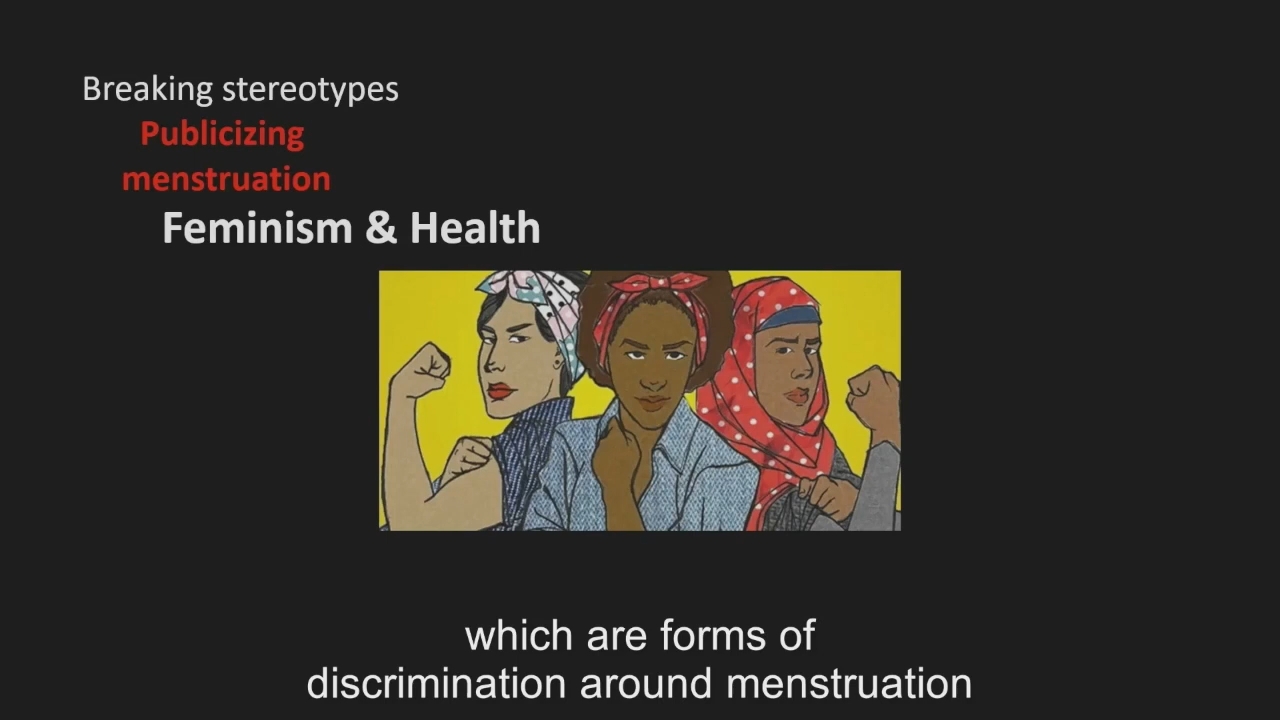 Breaking stereotypes
Publicizing
menstruation
Feminism & Health
which are forms of
discrimination around menstruation